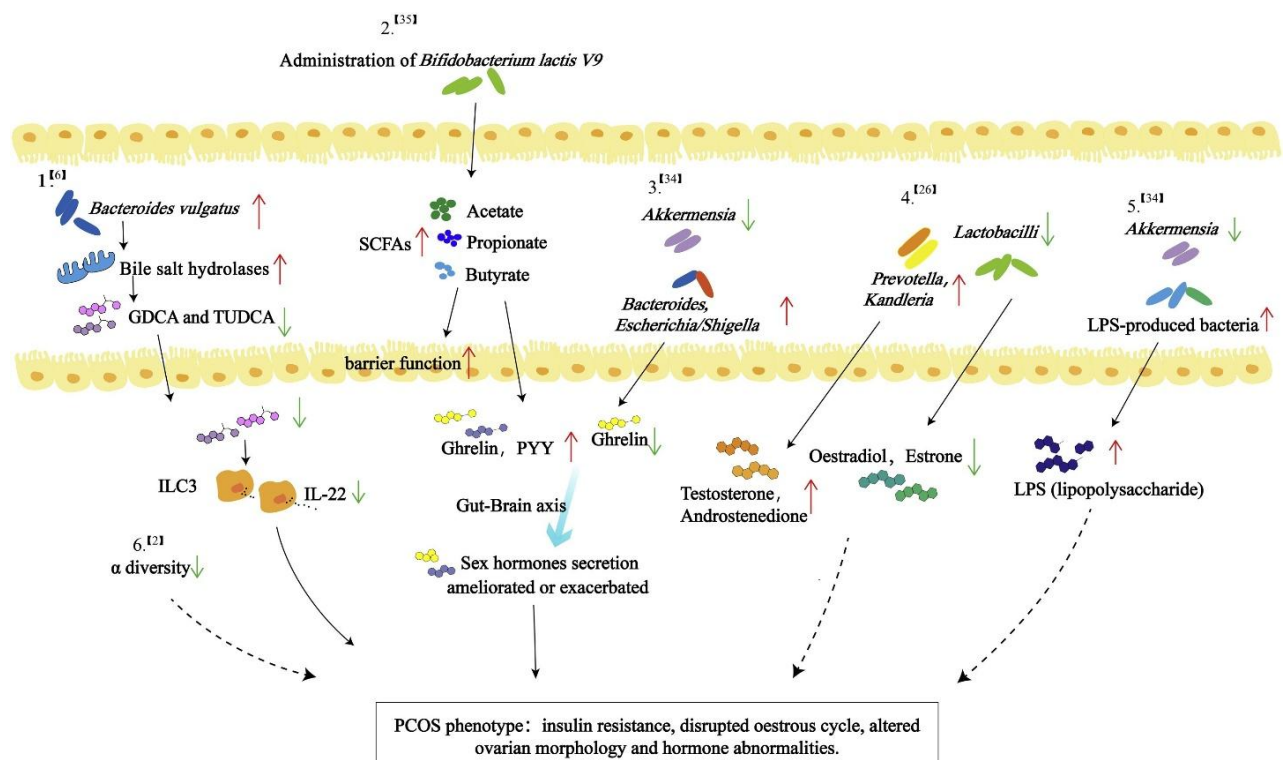 2.【35】
Administration of Bifidobacterium lactis V9
1.【6】
Bacteroides vulgatus
Bile salt hydrolases
GDCA and TUDCA
ILC3
IL-22
6.【2】
α diversity
SCFAs
Acetate
Propionate
Butyrate
barrier function
Ghrelin, PYY
Gut-Brain axis
Sex hormones secretion
ameliorated or exacerbated
3.【34】
Akkermensia
Bacteroides,
Escherichia/Shigella
Ghrelin
4.【26】
Lactobacilli
Prevotella,
Kandleria
Testosterone,
Androstenedione
Oestradiol, Estrone
5.【34】
Akkermensia
LPS-produced bacteria
LPS (lipopolysaccharide)
PCOS phenotype: insulin resistance, disrupted oestrous cycle, altered
ovarian morphology and hormone abnormalities.